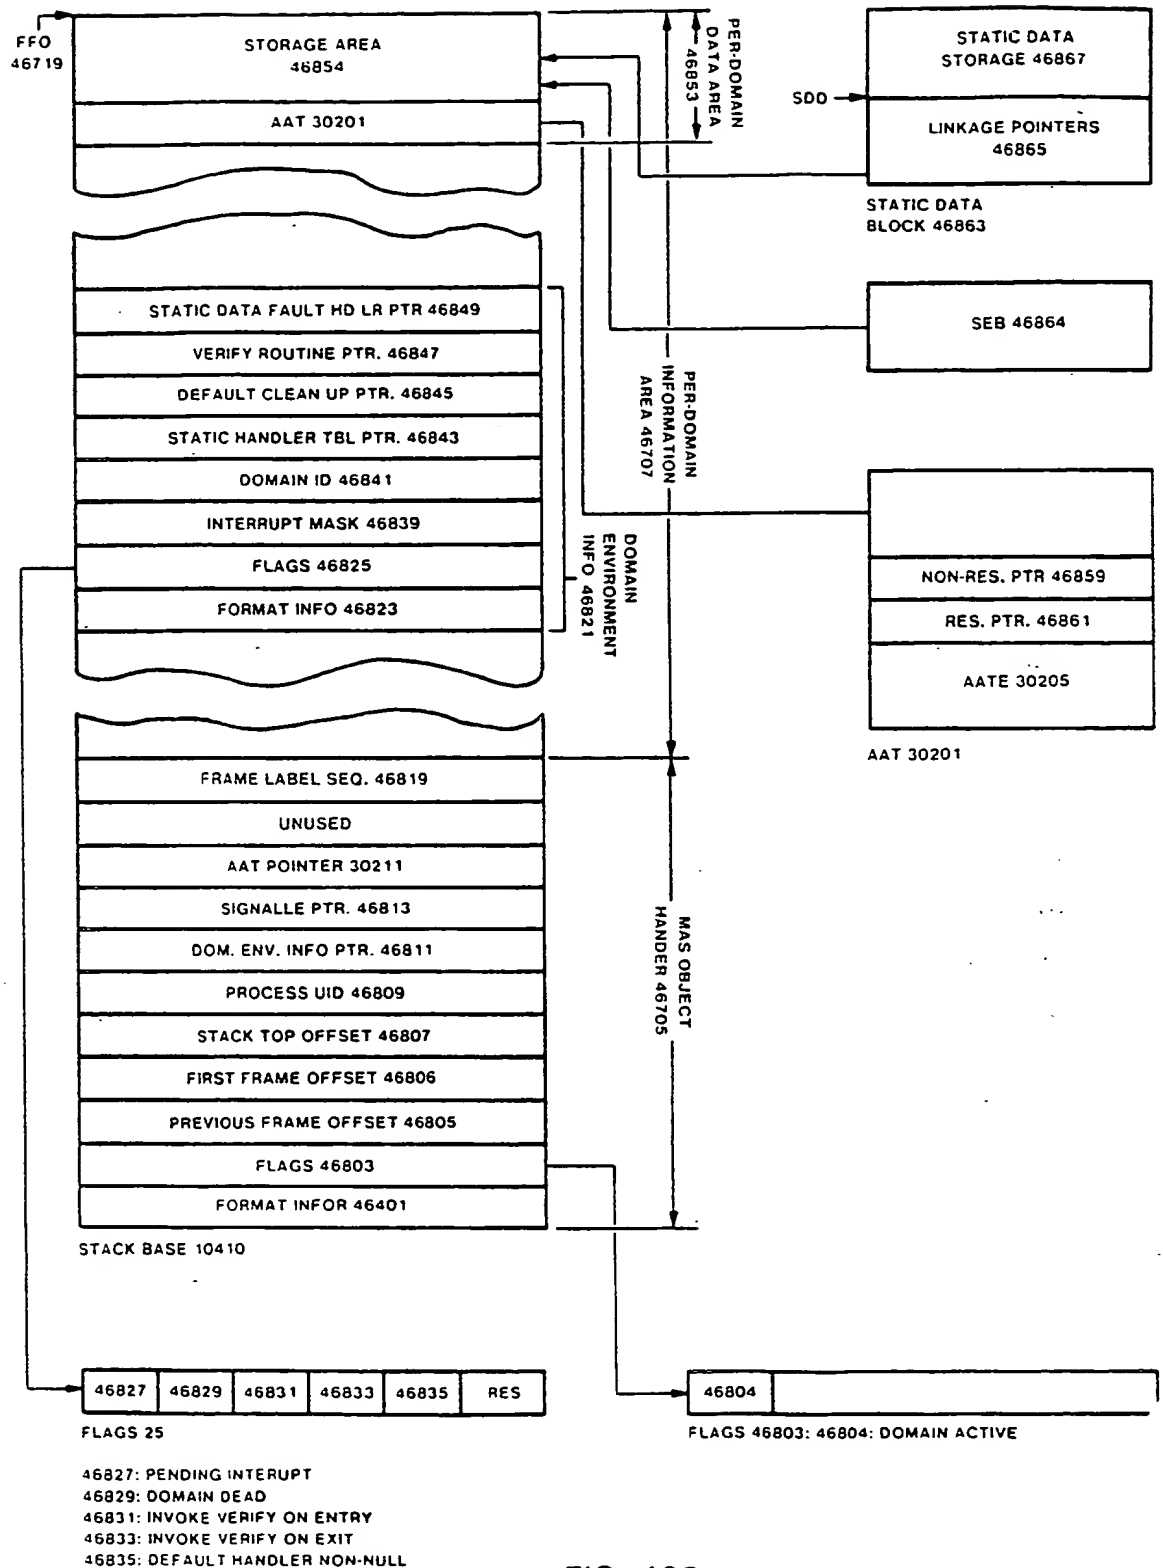 FFO
46719
STORAGE AREA
46854
AAT 30201
PER-DOMAIN
DATA AREA
46853
STATIC DATA
STORAGE 46867
SDO
LINKAGE POINTERS
46865
STATIC DATA
BLOCK 46863
STATIC DATA FAULT HD LR PTR 46849
VERIFY ROUTINE PTR. 46847
DEFAULT CLEAN UP PTR. 46845
STATIC HANDLER TBL PTR. 46843
DOMAIN ID 46841
INTERRUPT MASK 46839
FLAGS 46825
FORMAT INFO 46823
DOMAIN
ENVIRONMENT
INFO 46821
PER-DOMAIN
INFORMATION
AREA 46707
SEB 46864
NON-RES. PTR 46859
RES. PTR. 46861
AATE 30205
AAT 30201
FRAME LABEL SEQ. 46819
UNUSED
AAT POINTER 30211
SIGNALLE PTR. 46813
DOM. ENV. INFO PTR. 46811
PROCESS UID 46809
STACK TOP OFFSET 46807
FIRST FRAME OFFSET 46806
PREVIOUS FRAME OFFSET 46805
FLAGS 46803
FORMAT INFOR 46401
MAS OBJECT
HANDER 46705
STACK BASE 10410
46827 46829 46831 46833 46835 RES
FLAGS 25
46804
FLAGS 46803: 46804: DOMAIN ACTIVE
46827: PENDING INTERUPT
46829: DOMAIN DEAD
46831: INVOKE VERIFY ON ENTRY
46833: INVOKE VERIFY ON EXIT
46835: DEFAULT HANDLER NON-NULL